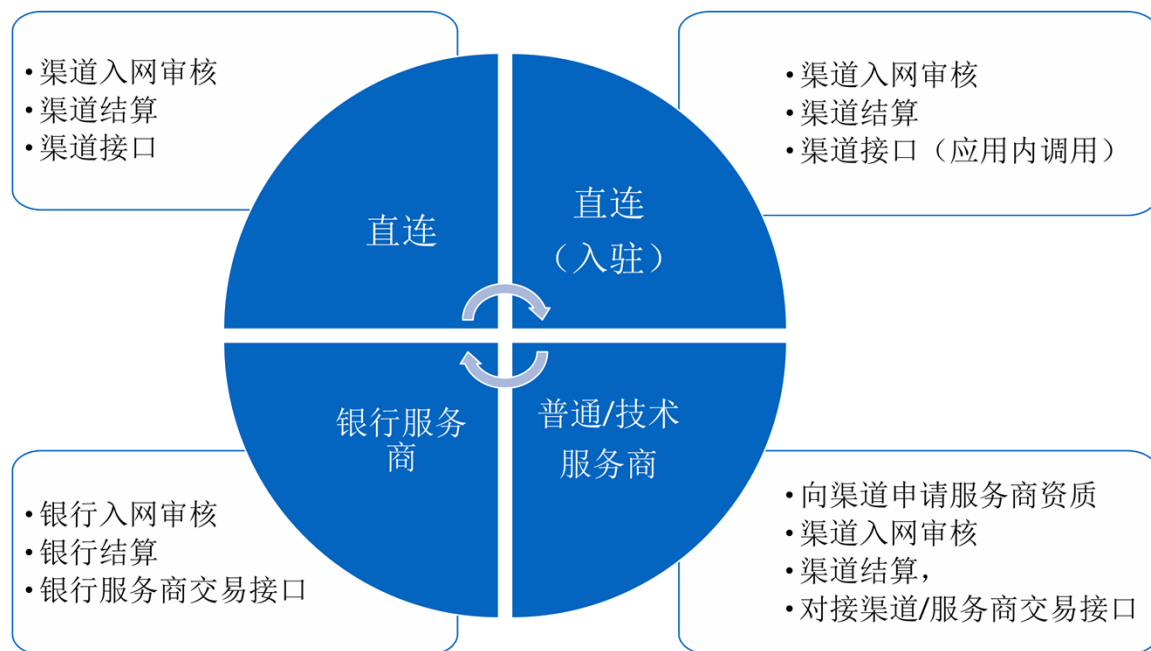 • 渠道入网审核
• 渠道结算
• 渠道接口
• 渠道入网审核
• 渠道结算
• 渠道接口（应用内调用）
直连
直连
（入驻）
银行服务
商
普通/技术
服务商
• 银行入网审核
• 银行结算
• 银行服务商交易接口
• 向渠道申请服务商资质
• 渠道入网审核
• 渠道结算，
• 对接渠道/服务商交易接口